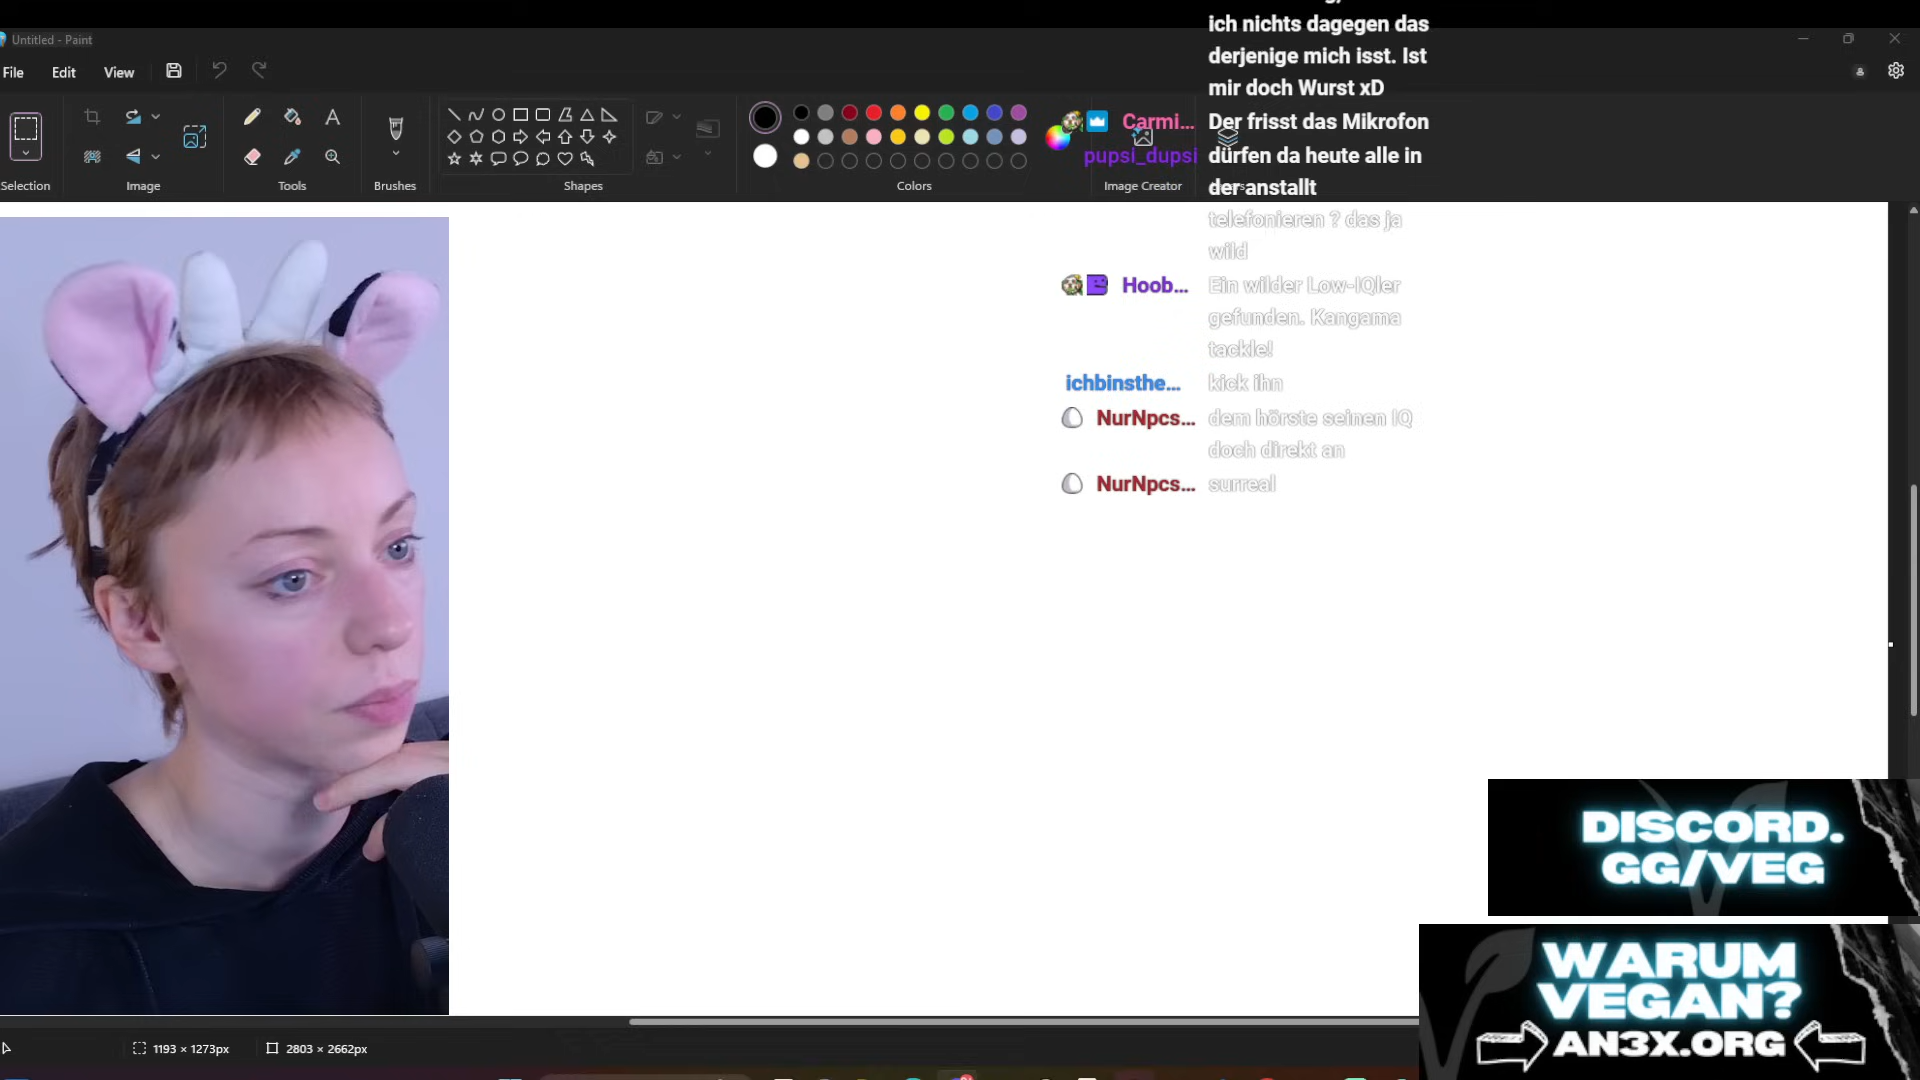 Untitled - Paint
File Edit View
Selection Image Tools Brushes Shapes Colors Image Creator
ich nichts dagegen das
derjenige mich isst. Ist
mir doch Wurst xD
Carmi... Der frisst das Mikrofon
pupsi_dupsi dürfen da heute alle in
der anstallt
telefonieren ? das ja
wild
Hoob... Ein wilder Low-IQler
gefunden. Kangama
tackle!
ichbinsthe... kick ihn
NurNpcs... dem hörste seinen IQ
doch direkt an
NurNpcs... surreal
DISCORD.
GG/VEG
WARUM
VEGAN?
AN3X.ORG
1193 × 1273px 2803 × 2662px